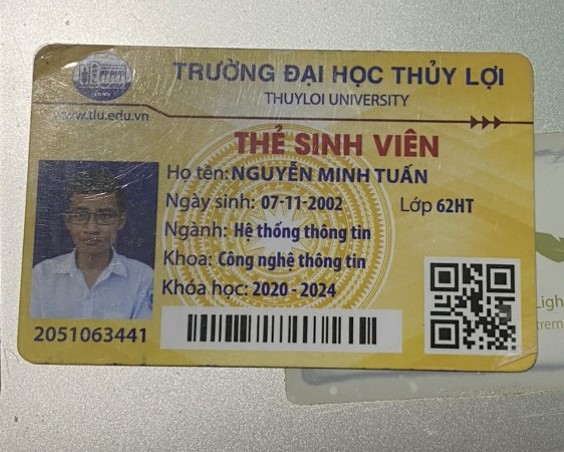 TRƯỜNG ĐẠI HỌC THỦY LỢI
THUYLOI UNIVERSITY
www.tlu.edu.vn
THẺ SINH VIÊN
Họ tên: NGUYỄN MINH TUẤN
Ngày sinh: 07-11-2002 Lớp 62HT
Ngành: Hệ thống thông tin
Khoa: Công nghệ thông tin
Khóa học: 2020 - 2024
2051063441
Ligh
trem